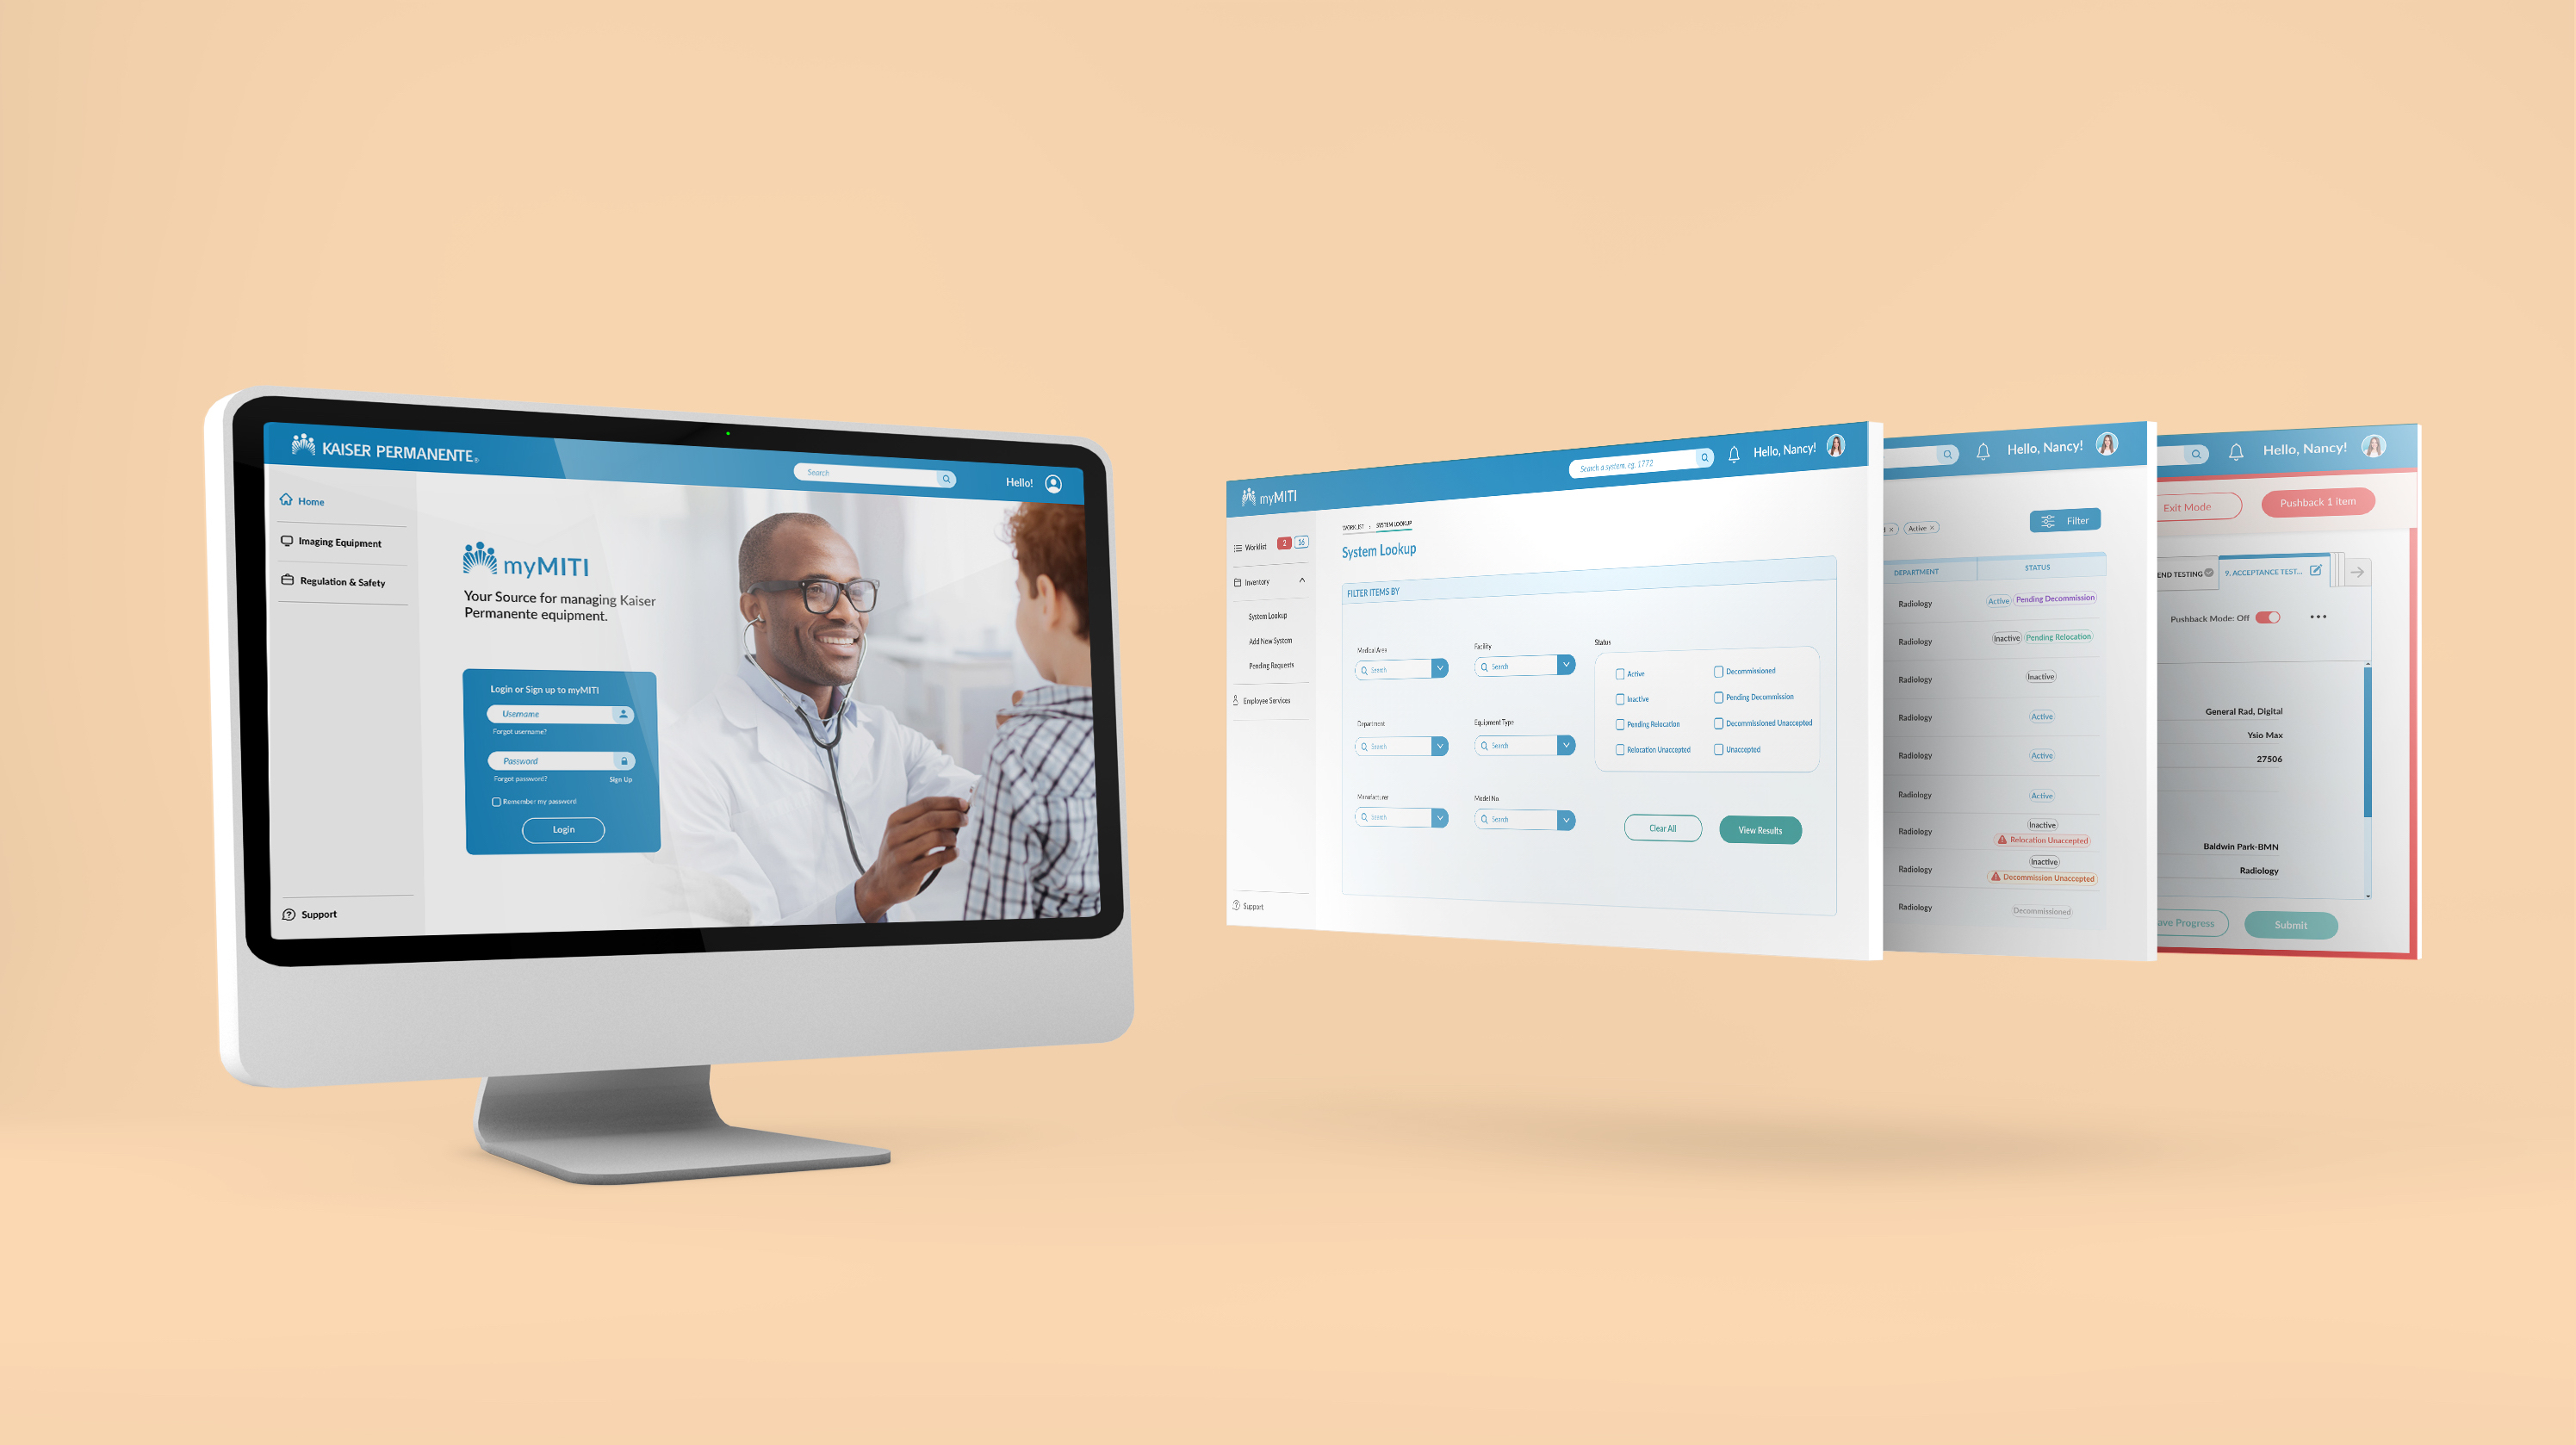 KAISER PERMANENTE®
Search
Hello!
Home
Imaging Equipment
Regulation & Safety
Support
myMITI
Your Source for managing Kaiser
Permanente equipment.
Login or Sign up to myMITI
Username
Forgot username?
Password
Forgot password? Sign Up
Remember my password
Login
myMITI
Search a system, eg. 1772
Hello, Nancy!
Worklist 2 16
Inventory
System Lookup
Add New System
Pending Requests
Employee Services
Support
WORKLIST SYSTEM LOOKUP
System Lookup
FILTER ITEMS BY
Medical Area
Search
Facility
Search
Department
Search
Equipment Type
Search
Manufacturer
Search
Model No.
Search
Status
Active
Decommissioned
Inactive
Pending Decommission
Pending Relocation
Decommissioned Unaccepted
Relocation Unaccepted
Unaccepted
Clear All
View Results
Hello, Nancy!
Active ×
Filter
DEPARTMENT STATUS
Radiology Active Pending Decommission
Radiology Inactive Pending Relocation
Radiology Inactive
Radiology Active
Radiology Active
Radiology Active
Radiology Inactive
Relocation Unaccepted
Radiology Inactive
Decommission Unaccepted
Radiology Decommissioned
Hello, Nancy!
Exit Mode
Pushback 1 item
END TESTING
9. ACCEPTANCE TEST...
Pushback Mode: Off
General Rad, Digital
Ysio Max
27506
Baldwin Park-BMN
Radiology
ave Progress
Submit